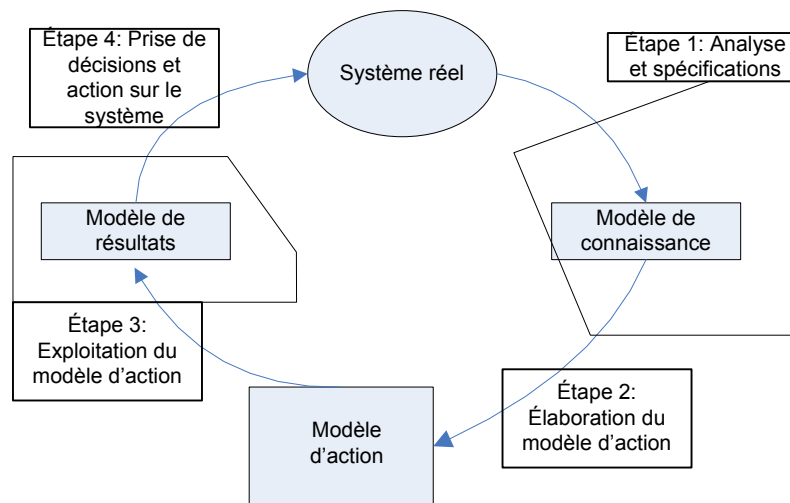 Étape 4: Prise de
décisions et
action sur le
système
Système réel
Étape 1: Analyse
et spécifications
Modèle de
résultats
Modèle de
connaissance
Étape 3:
Exploitation du
modèle d’action
Modèle
d’action
Étape 2:
Élaboration du
modèle d’action